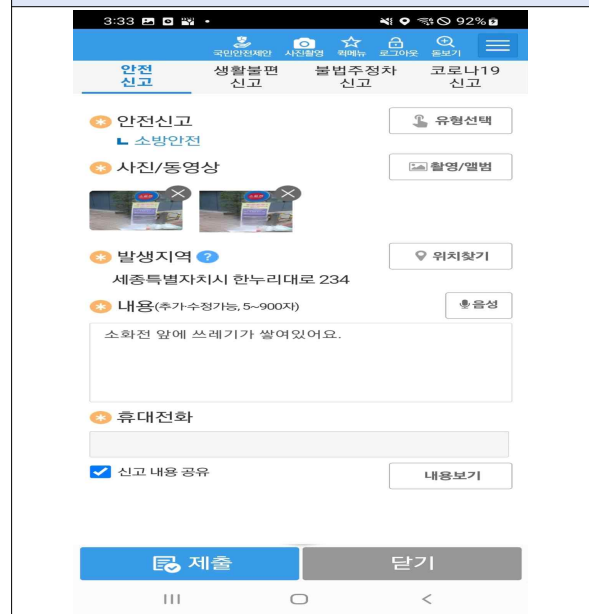 3:33
92%
국민안전제안 사진촬영 퀵메뉴 로그아웃 돋보기
안전 신고
생활불편 신고
불법주정차 신고
코로나19 신고
안전신고
유형선택
소방안전
사진/동영상
촬영/앨범
발생지역 ?
위치찾기
세종특별자치시 한누리대로 234
내용(추가·수정가능, 5~900자)
음성
소화전 앞에 쓰레기가 쌓여있어요.
휴대전화
신고 내용 공유
내용보기
제출
닫기